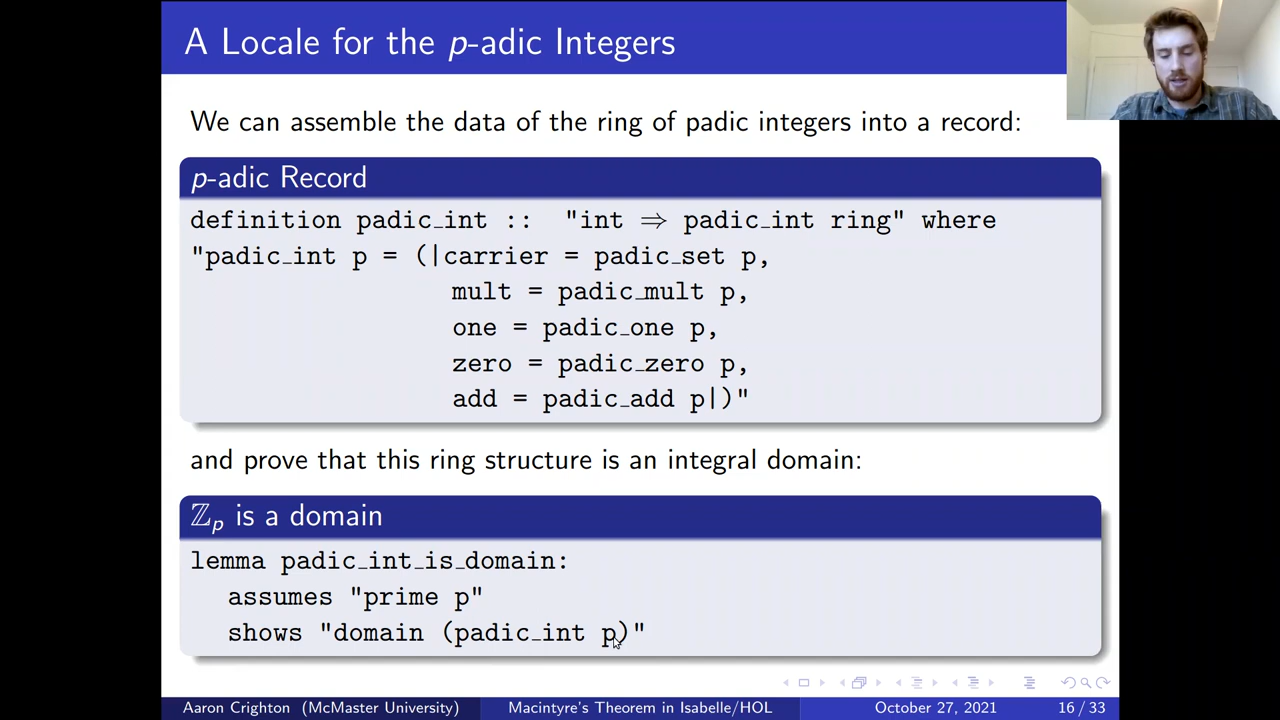 A Locale for the p-adic Integers
We can assemble the data of the ring of padic integers into a record:
p-adic Record
definition padic_int :: "int ⇒ padic_int ring" where
"padic_int p = (|carrier = padic_set p,
mult = padic_mult p,
one = padic_one p,
zero = padic_zero p,
add = padic_add p|)"
and prove that this ring structure is an integral domain:
ℤp is a domain
lemma padic_int_is_domain:
assumes "prime p"
shows "domain (padic_int p)"
Aaron Crighton (McMaster University) Macintyre's Theorem in Isabelle/HOL October 27, 2021 16 / 33